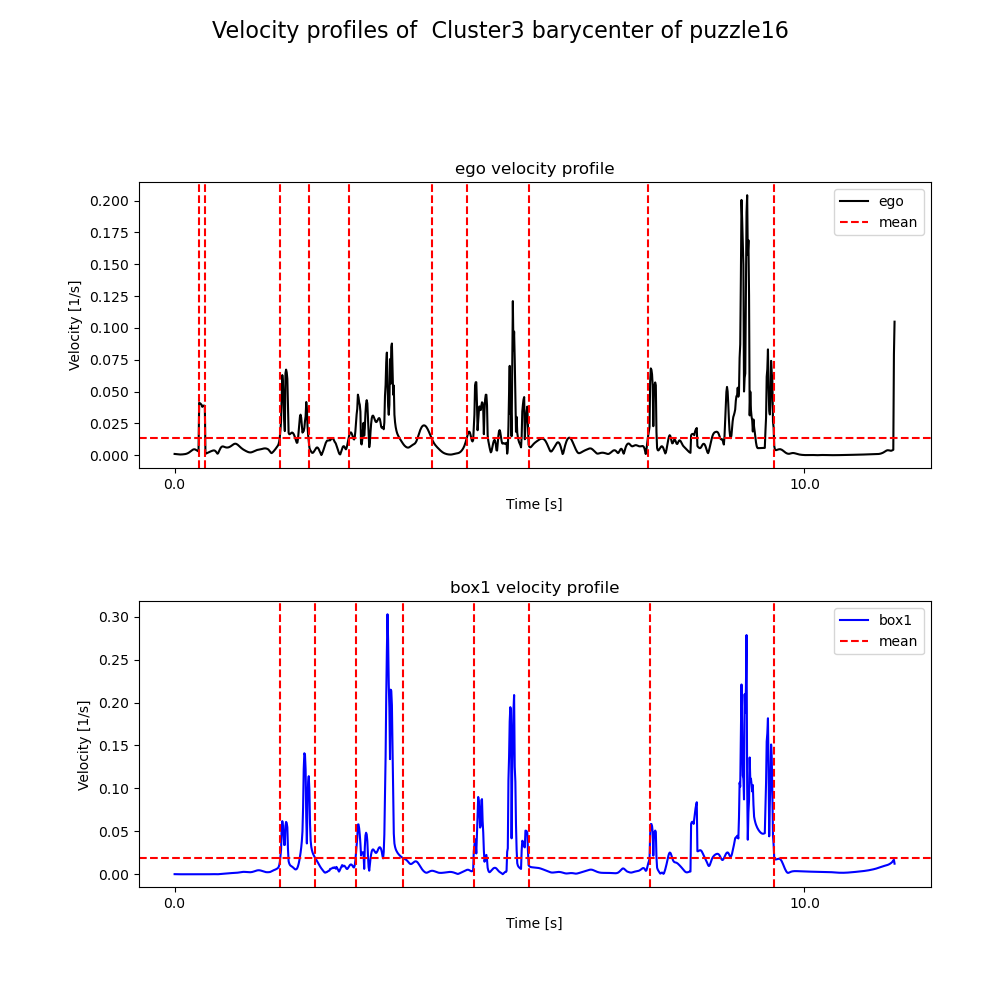 Velocity profiles of  Cluster3 barycenter of puzzle16
ego velocity profile
Velocity [1/s]
0.200
0.175
0.150
0.125
0.100
0.075
0.050
0.025
0.000
ego
mean
0.0
10.0
Time [s]
box1 velocity profile
Velocity [1/s]
0.30
0.25
0.20
0.15
0.10
0.05
0.00
box1
mean
0.0
10.0
Time [s]